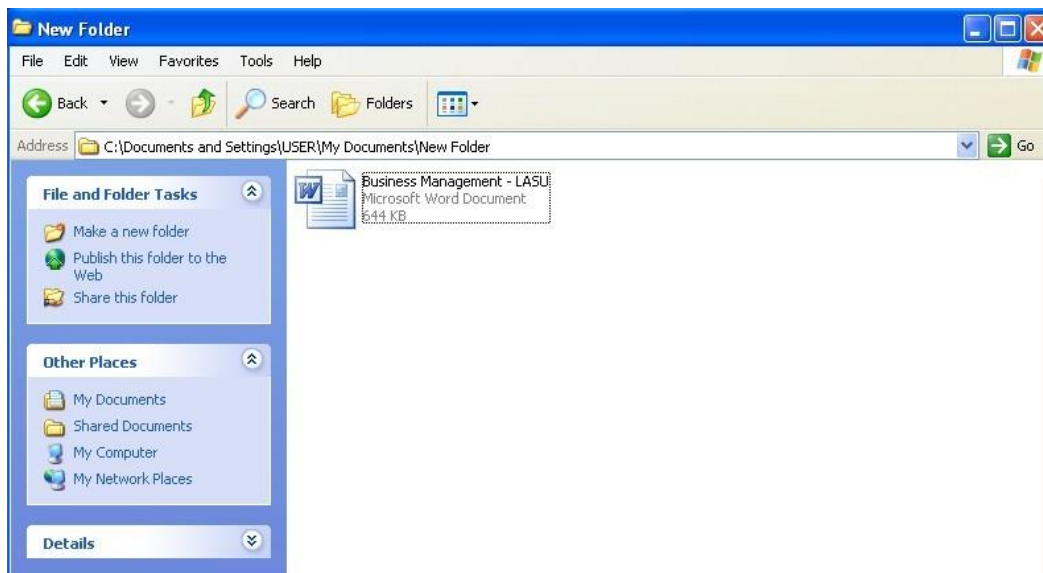 New Folder
File Edit View Favorites Tools Help
Back Search Folders
Address C:\Documents and Settings\USER\My Documents\New Folder Go
File and Folder Tasks
Make a new folder
Publish this folder to the
Web
Share this folder
Other Places
My Documents
Shared Documents
My Computer
My Network Places
Details
Business Management - LASU
Microsoft Word Document
644 KB